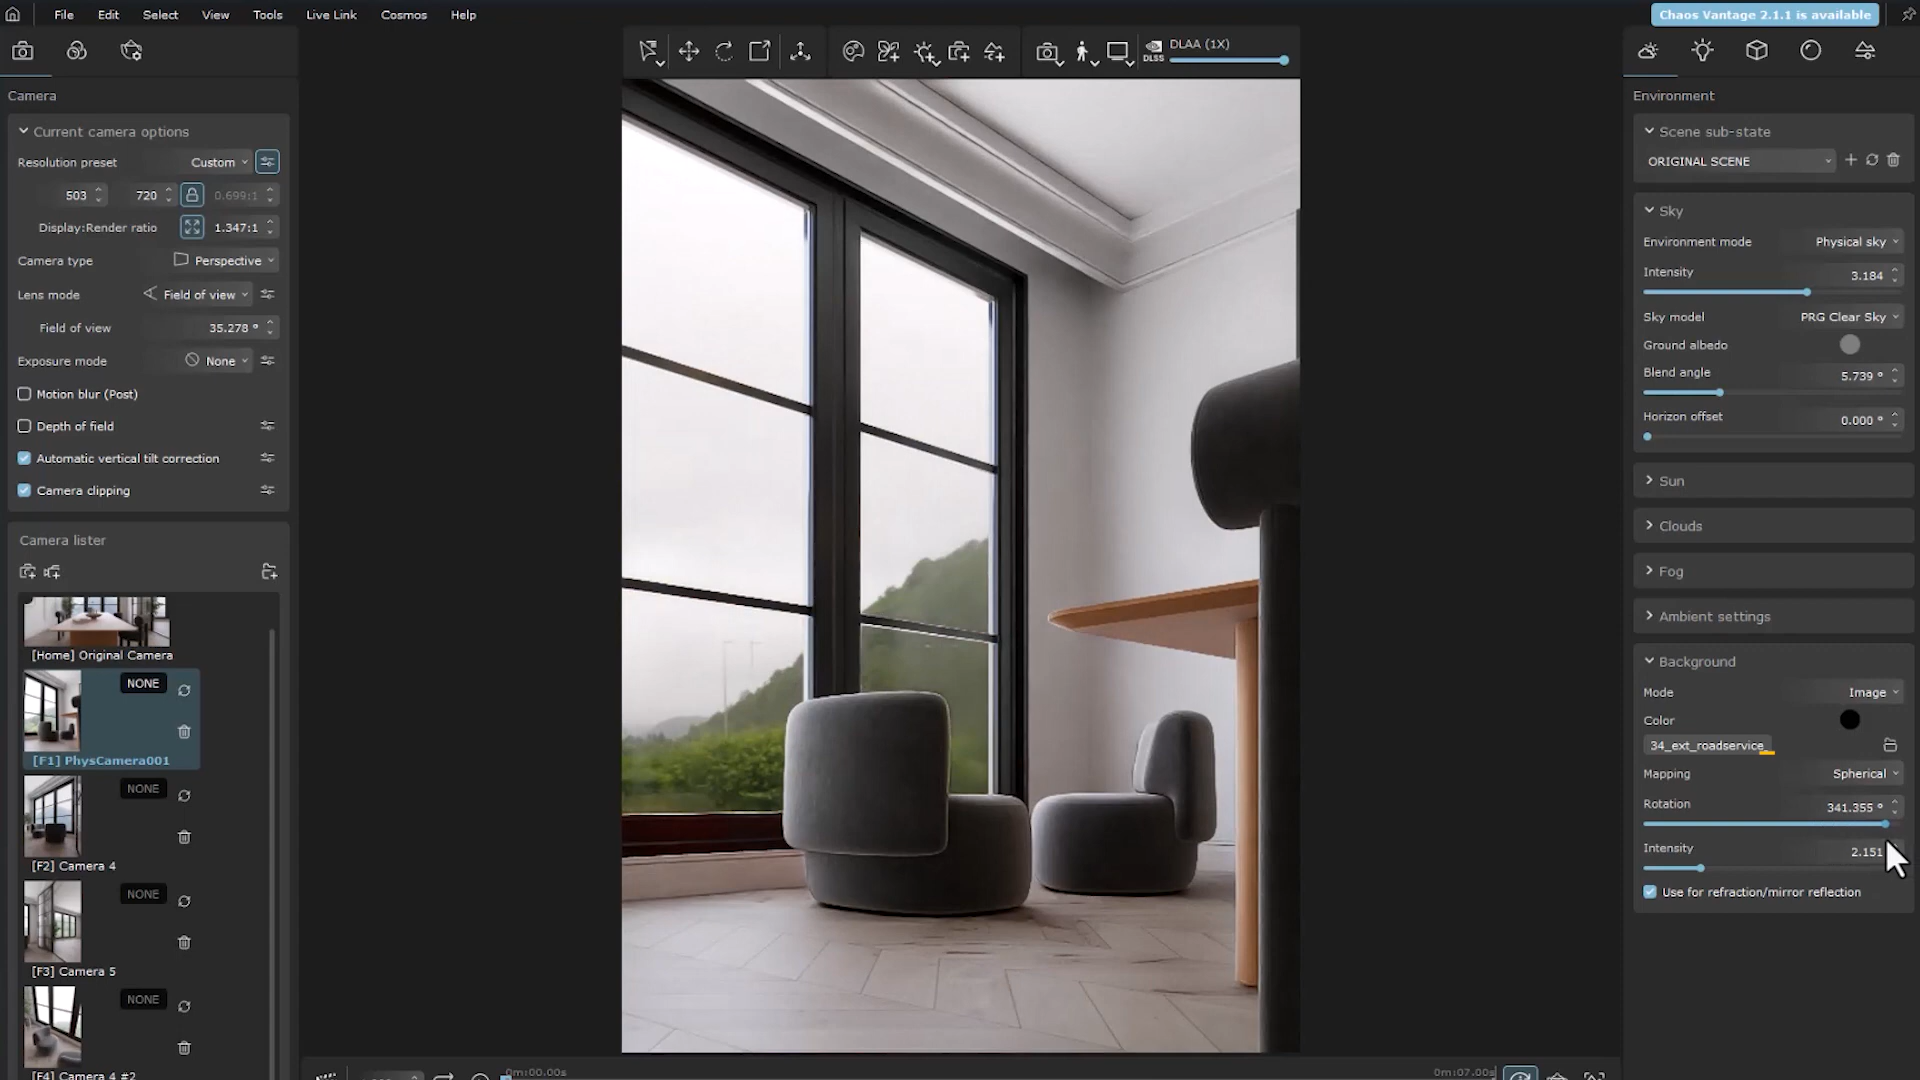 File Edit Select View Tools Live Link Cosmos Help
Chaos Vantage 2.1.1 is available
DLSS
DLAA (1X)
Camera
Current camera options
Resolution preset Custom
503 720 0.699:1
Display:Render ratio 1.347:1
Camera type Perspective
Lens mode Field of view
Field of view 35.278 °
Exposure mode None
Motion blur (Post)
Depth of field
Automatic vertical tilt correction
Camera clipping
Camera lister
[Home] Original Camera
NONE
[F1] PhysCamera001
NONE
[F2] Camera 4
NONE
[F3] Camera 5
NONE
[F4] Camera 4 #2
0m:00.00s
0m:07.00s
Environment
Scene sub-state
ORIGINAL SCENE
Sky
Environment mode Physical sky
Intensity 3.184
Sky model PRG Clear Sky
Ground albedo
Blend angle 5.739 °
Horizon offset 0.000 °
Sun
Clouds
Fog
Ambient settings
Background
Mode Image
Color
34_ext_roadservice_
Mapping Spherical
Rotation 341.355 °
Intensity 2.151
Use for refraction/mirror reflection